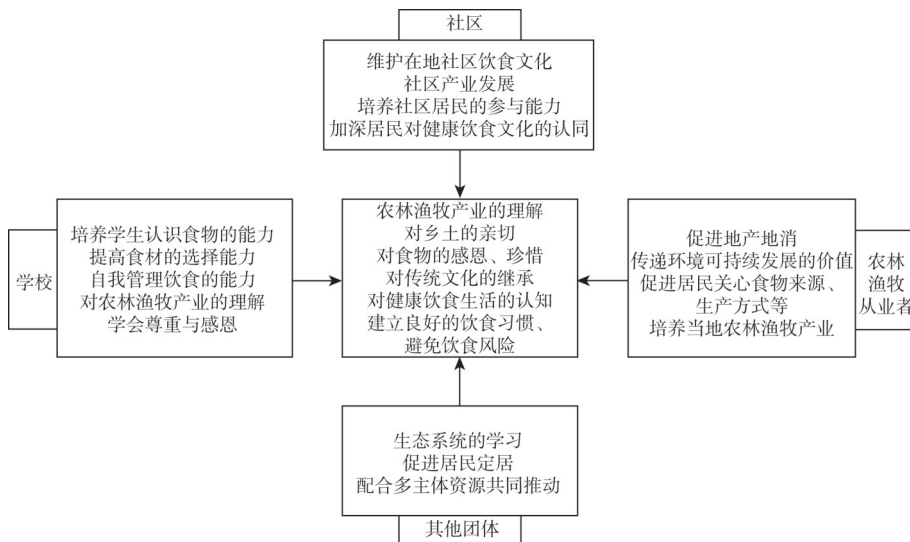 社区
维护在地社区饮食文化
社区产业发展
培养社区居民的参与能力
加深居民对健康饮食文化的认同
学校
培养学生认识食物的能力
提高食材的选择能力
自我管理饮食的能力
对农林渔牧产业的理解
学会尊重与感恩
农林渔牧产业的理解
对乡土的亲切
对食物的感恩、珍惜
对传统文化的继承
对健康饮食生活的认知
建立良好的饮食习惯、
避免饮食风险
促进地产地消
传递环境可持续发展的价值
促进居民关心食物来源、
生产方式等
培养当地农林渔牧产业
农林
渔牧
从业者
生态系统的学习
促进居民定居
配合多主体资源共同推动
其他团体